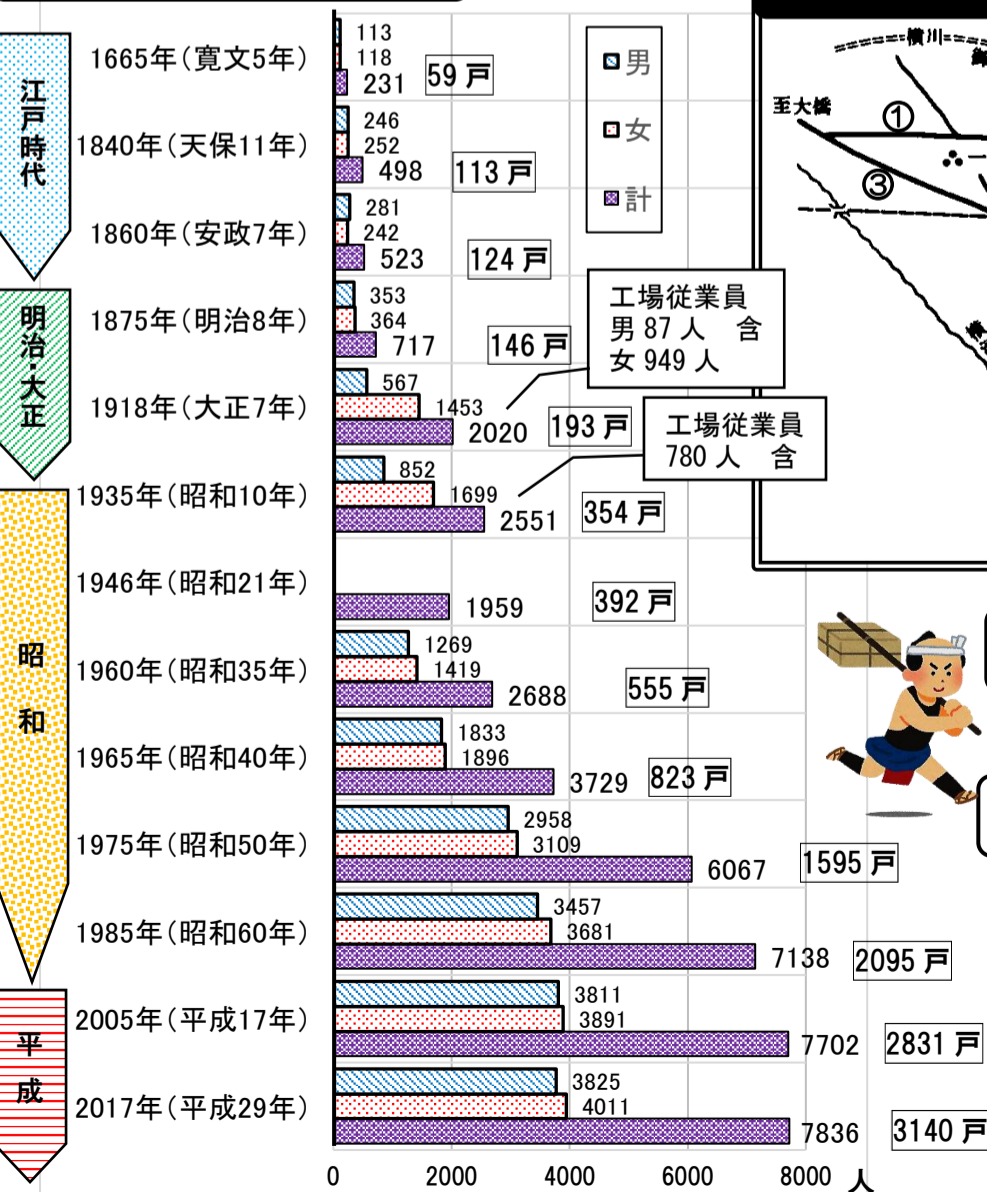 江戸時代
明治・大正
昭和
平成
男
女
計
1665年(寛文5年)
113
118
231
59戸
1840年(天保11年)
246
252
498
113戸
1860年(安政7年)
281
242
523
124戸
1875年(明治8年)
353
364
717
146戸
工場従業員
男87人 含
女949人
1918年(大正7年)
567
1453
2020
193戸
工場従業員
780人 含
1935年(昭和10年)
852
1699
2551
354戸
1946年(昭和21年)
1959
392戸
1960年(昭和35年)
1269
1419
2688
555戸
1965年(昭和40年)
1833
1896
3729
823戸
1975年(昭和50年)
2958
3109
6067
1595戸
1985年(昭和60年)
3457
3681
7138
2095戸
2005年(平成17年)
3811
3891
7702
2831戸
2017年(平成29年)
3825
4011
7836
3140戸
0 2000 4000 6000 8000 人
横川
至大橋
①
③